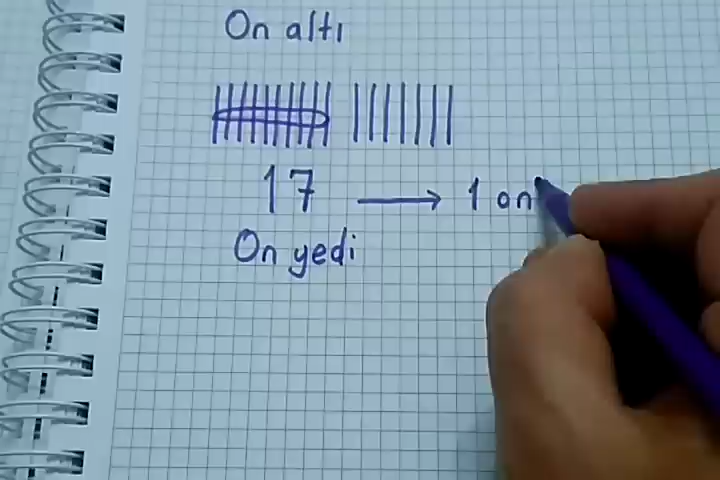 On altı
17 → 1 on
On yedi